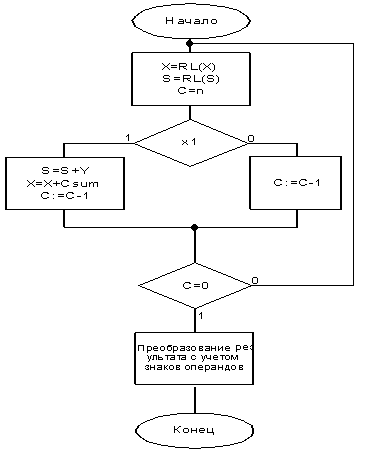 Начало
X=RL(X)
S=RL(S)
C=n
1
x1
0
S=S+Y
X=X+Csum
C:=C-1
C:=C-1
C=0
0
1
Преобразование рез
ультата с учетом
знаков операндов
Конец